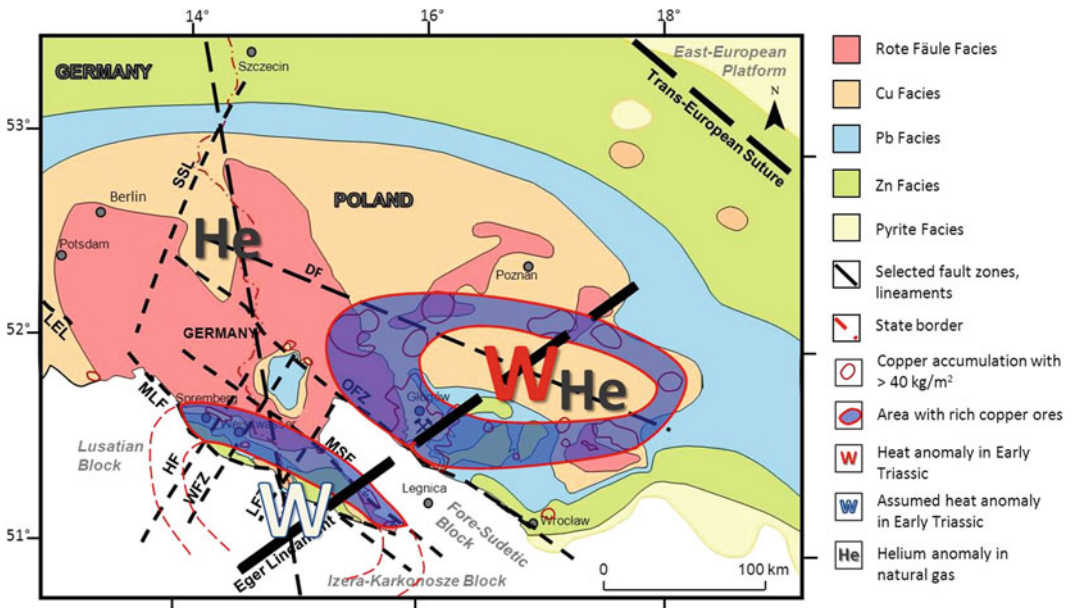 14°
16°
18°
GERMANY
Szczecin
East-European
Platform
Trans-European Suture
N
53°
SSL
POLAND
Berlin
He
Potsdam
Poznań
DF
LEL
GERMANY
52°
W
He
MLF
OFZ
Głogów
Spremberg
Weisswasser
MSF
Lusatian
Block
HF
WFZ
W
Legnica
Fore-Sudetic
Block
Wrocław
51°
Eger Lineament
Izera-Karkonosze Block
0
100 km
Rote Fäule Facies
Cu Facies
Pb Facies
Zn Facies
Pyrite Facies
Selected fault zones,
lineaments
State border
Copper accumulation with
> 40 kg/m²
Area with rich copper ores
W
Heat anomaly in Early
Triassic
W
Assumed heat anomaly
in Early Triassic
He
Helium anomaly in
natural gas